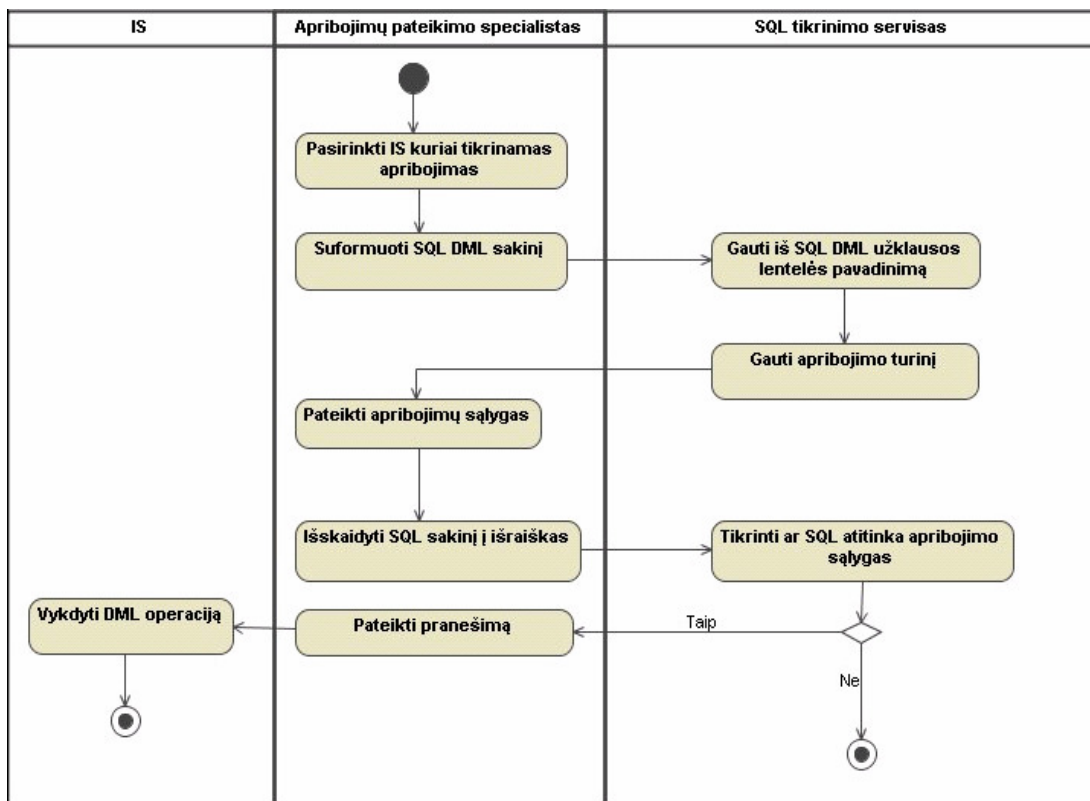 IS
Apribojimų pateikimo specialistas
SQL tikrinimo servisas
Pasirinkti IS kuriai tikrinamas
apribojimas
Suformuoti SQL DML sakinį
Gauti iš SQL DML užklausos
lentelės pavadinimą
Gauti apribojimo turinį
Pateikti apribojimų sąlygas
Išskaidyti SQL sakinį į išraiškas
Tikrinti ar SQL atitinka apribojimo
sąlygas
Vykdyti DML operaciją
Pateikti pranešimą
Taip
Ne